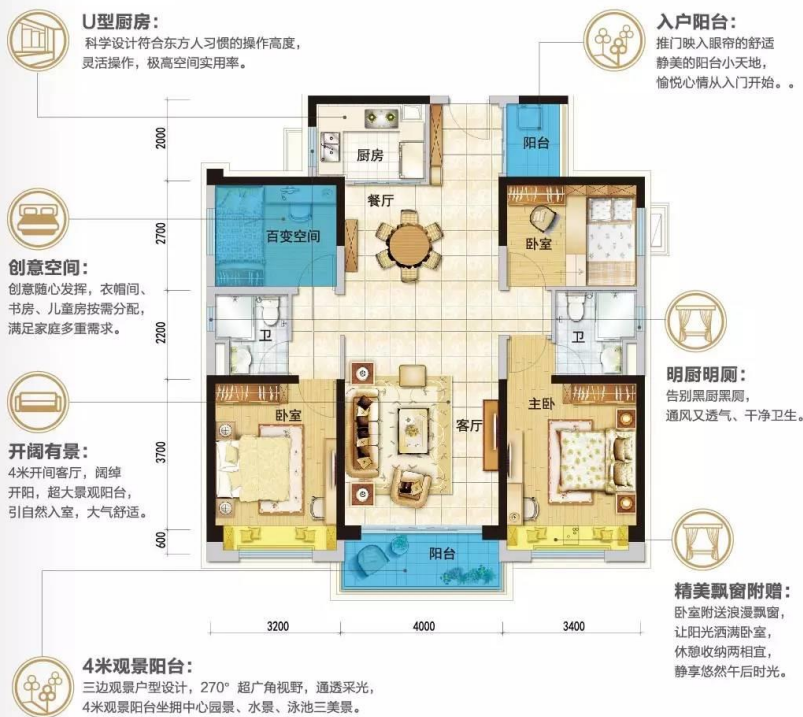 U型厨房：
科学设计符合东方人习惯的操作高度，
灵活操作，极高空间实用率。
入户阳台：
推门映入眼帘的舒适
静美的阳台小天地，
愉悦心情从入门开始。。
2000
厨房
阳台
餐厅
2700
百变空间
卧室
创意空间：
创意随心发挥，衣帽间、
书房、儿童房按需分配，
满足家庭多重需求。
2200
卫
卫
明厨明厕：
告别黑厨黑厕，
通风又透气、干净卫生。
开阔有景：
4米开间客厅，阔绰
开阳，超大景观阳台，
引自然入室，大气舒适。
3700
卧室
客厅
主卧
600
阳台
精美飘窗附赠：
卧室附送浪漫飘窗，
让阳光洒满卧室，
休憩收纳两相宜，
静享悠然午后时光。
3200
4000
3400
4米观景阳台：
三边观景户型设计，270° 超广角视野，通透采光，
4米观景阳台坐拥中心园景、水景、泳池三美景。